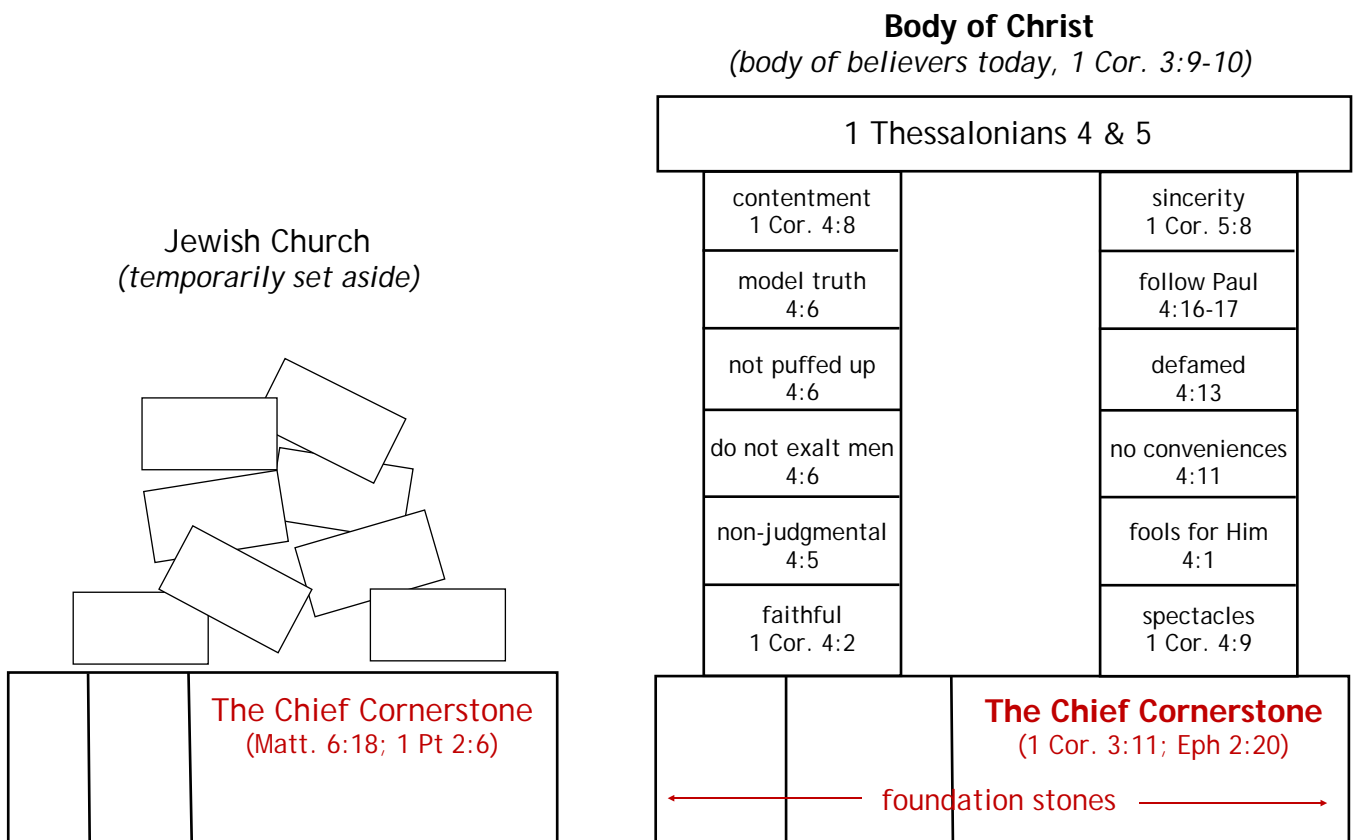 Jewish Church
(temporarily set aside)
The Chief Cornerstone
(Matt. 6:18; 1 Pt 2:6)
Body of Christ
(body of believers today, 1 Cor. 3:9-10)
1 Thessalonians 4 & 5
contentment
1 Cor. 4:8
model truth
4:6
not puffed up
4:6
do not exalt men
4:6
non-judgmental
4:5
faithful
1 Cor. 4:2
sincerity
1 Cor. 5:8
follow Paul
4:16-17
defamed
4:13
no conveniences
4:11
fools for Him
4:1
spectacles
1 Cor. 4:9
The Chief Cornerstone
(1 Cor. 3:11; Eph 2:20)
foundation stones